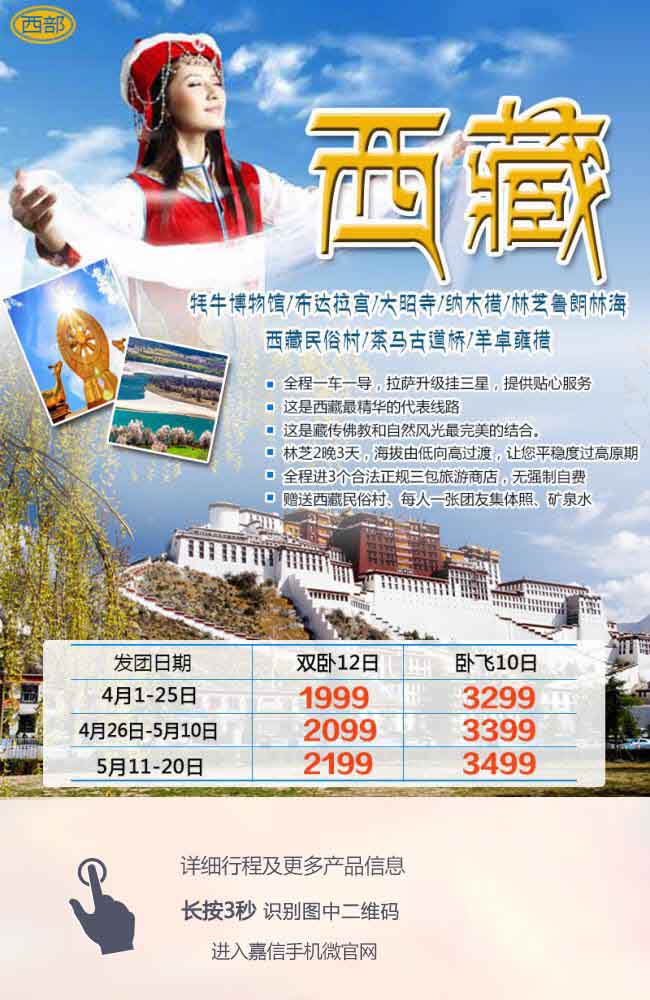 西部
西藏
牦牛博物馆/布达拉宫/大昭寺/纳木措/林芝鲁朗林海
西藏民俗村/茶马古道桥/羊卓雍措
全程一车一导，拉萨升级挂三星，提供贴心服务
这是西藏最精华的代表线路
这是藏传佛教和自然风光最完美的结合。
林芝2晚3天，海拔由低向高过渡，让您平稳度过高原期
全程进3个合法正规三包旅游商店，无强制自费
赠送西藏民俗村、每人一张团友集体照、矿泉水
发团日期 双卧12日 卧飞10日
4月1-25日 1999 3299
4月26日-5月10日 2099 3399
5月11-20日 2199 3499
详细行程及更多产品信息
长按3秒 识别图中二维码
进入嘉信手机微官网